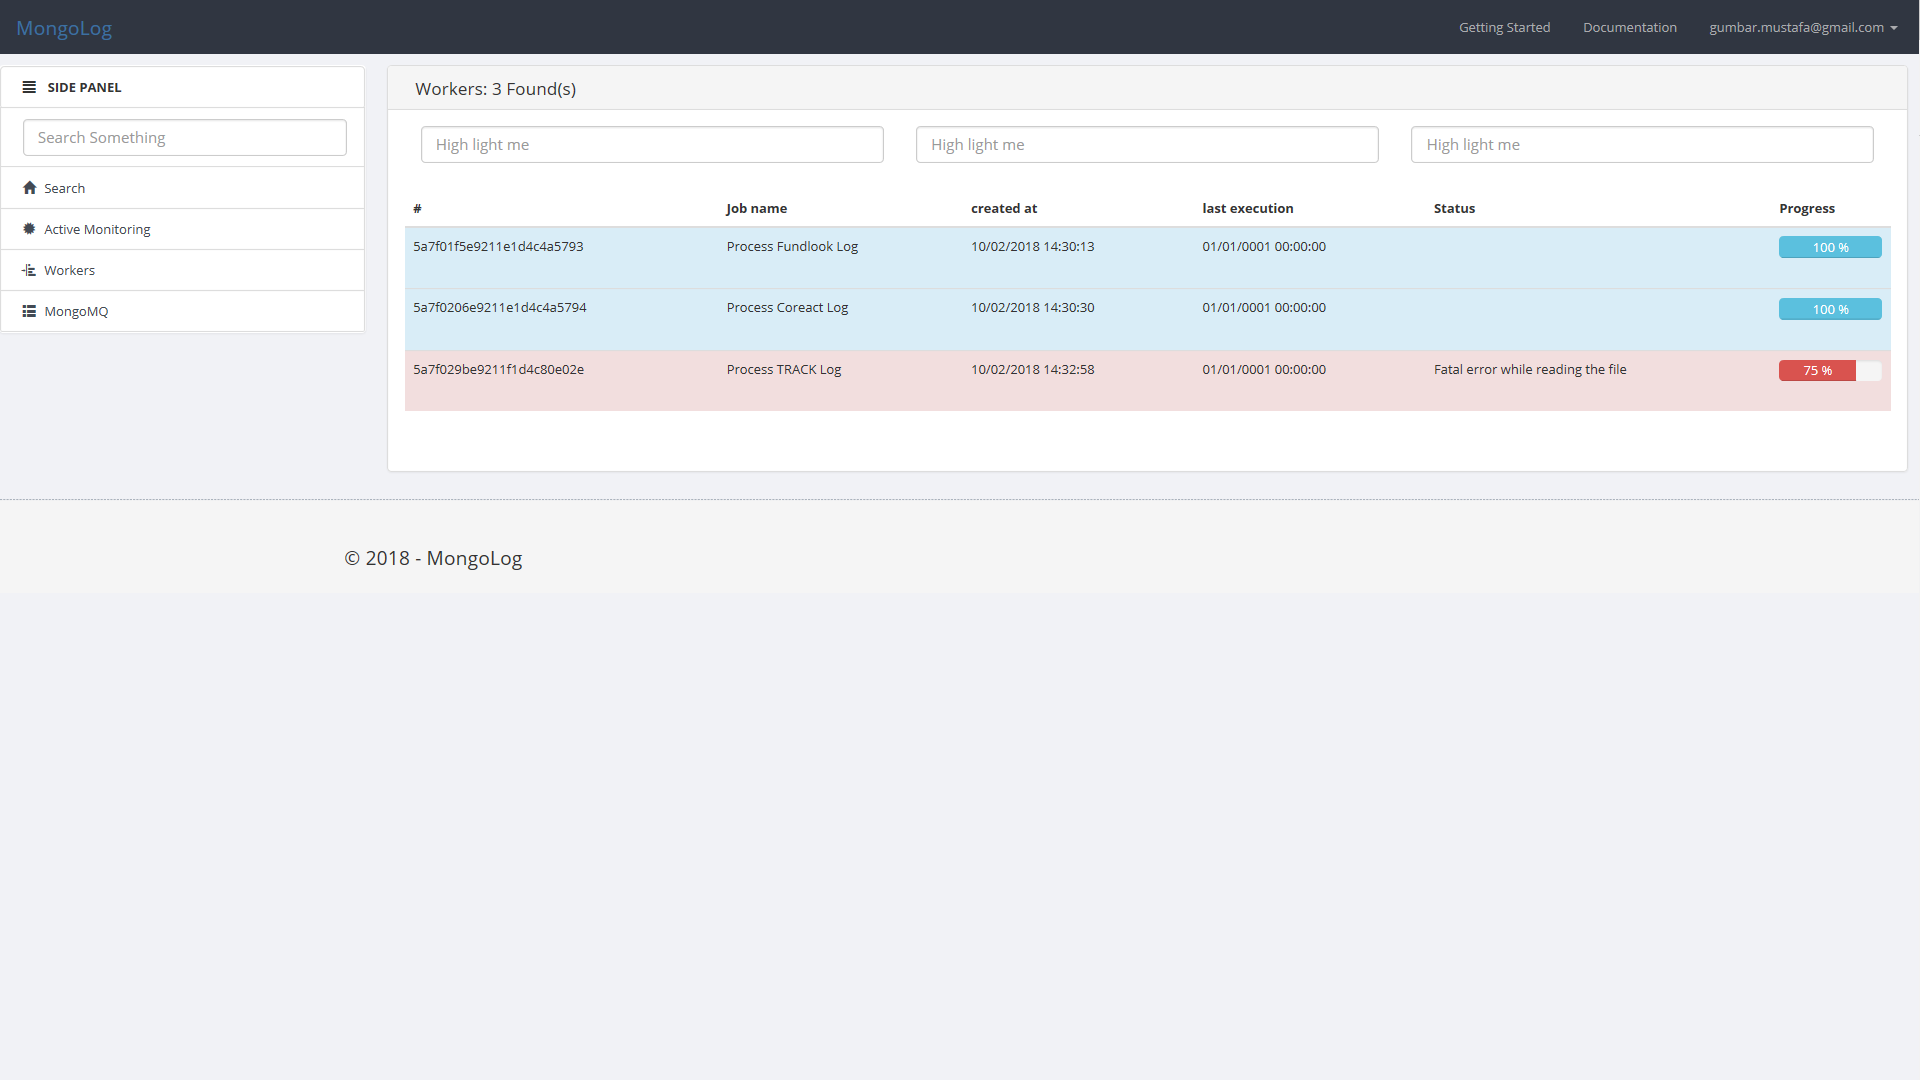 MongoLog Getting Started Documentation gumbar.mustafa@gmail.com
SIDE PANEL
Search Something
Search
Active Monitoring
Workers
MongoMQ
Workers: 3 Found(s)
High light me High light me High light me
# Job name created at last execution Status Progress
5a7f01f5e9211e1d4c4a5793 Process Fundlook Log 10/02/2018 14:30:13 01/01/0001 00:00:00 100 %
5a7f0206e9211e1d4c4a5794 Process Coreact Log 10/02/2018 14:30:30 01/01/0001 00:00:00 100 %
5a7f029be9211f1d4c80e02e Process TRACK Log 10/02/2018 14:32:58 01/01/0001 00:00:00 Fatal error while reading the file 75 %
© 2018 - MongoLog